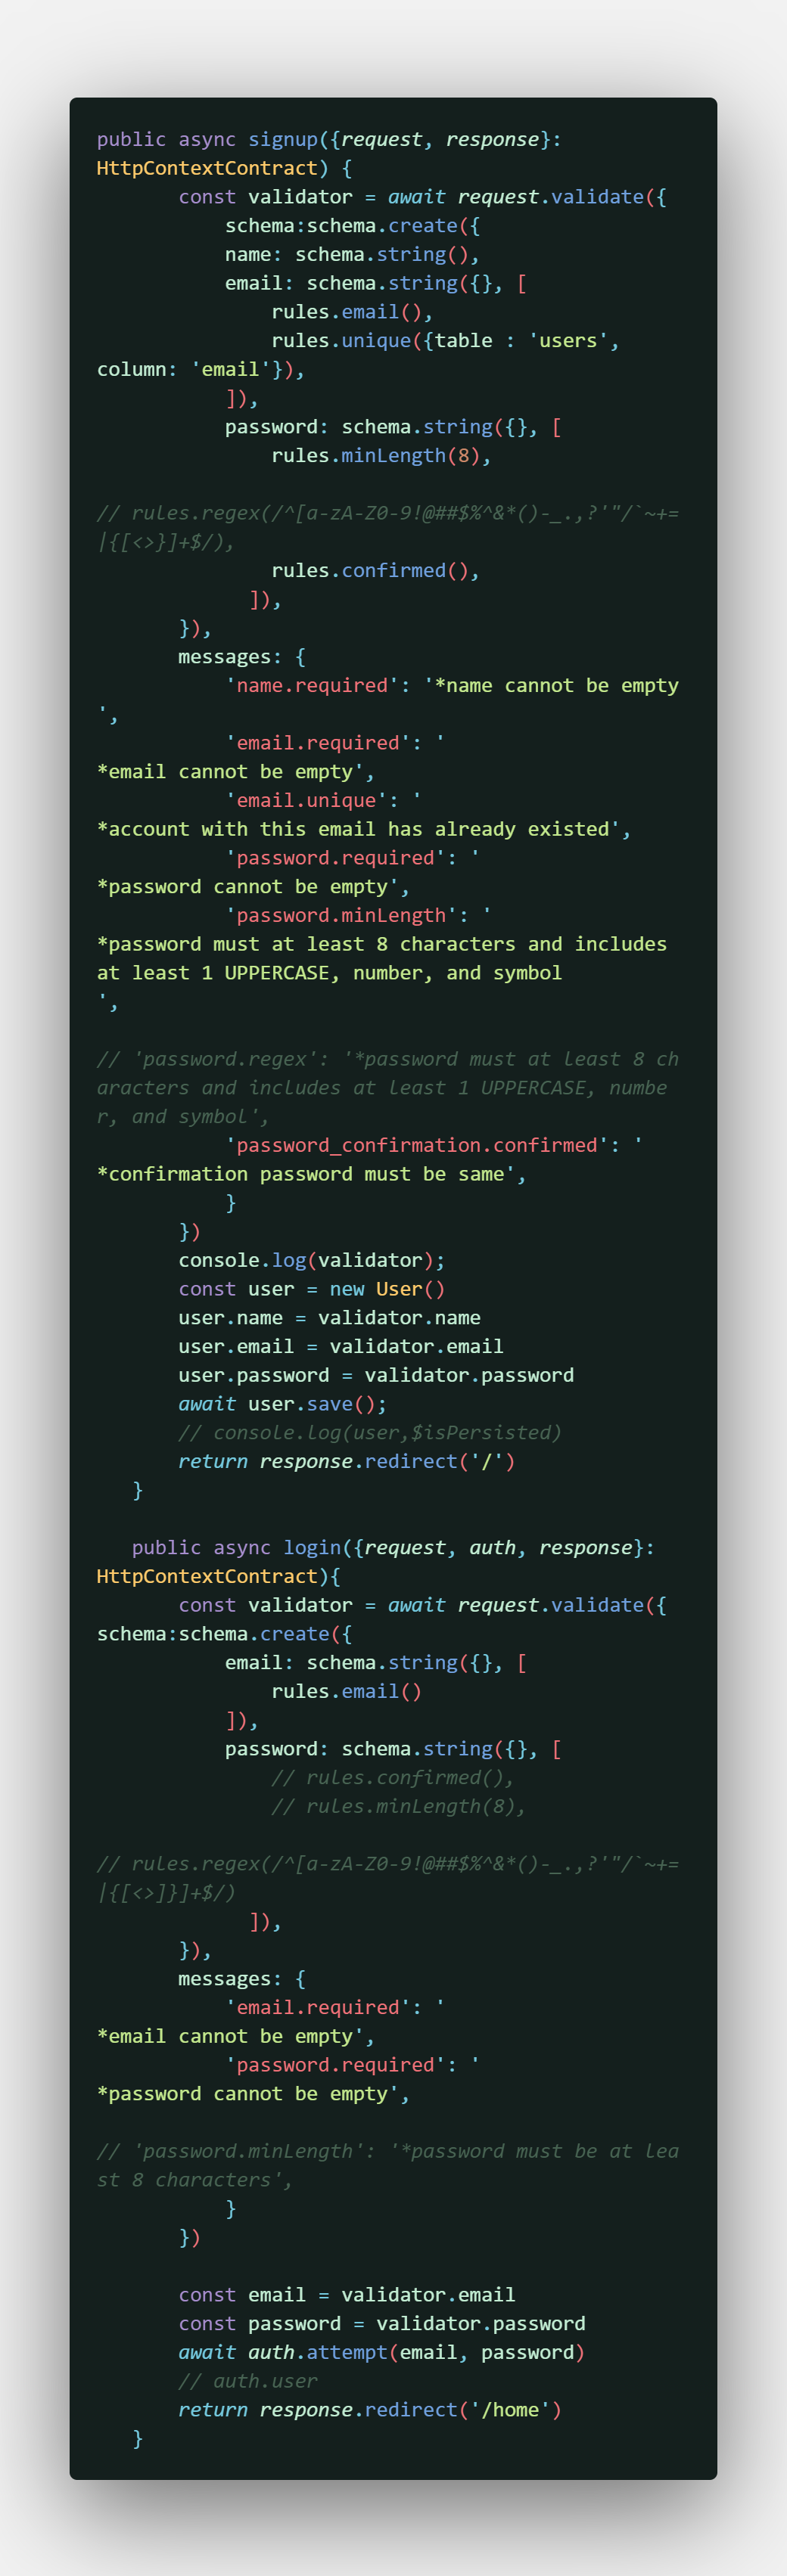 public async signup({request, response}:
HttpContextContract) {
const validator = await request.validate({
schema:schema.create({
name: schema.string(),
email: schema.string({}, [
rules.email(),
rules.unique({table : 'users',
column: 'email'}),
]),
password: schema.string({}, [
rules.minLength(8),
// rules.regex(/^[a-zA-Z0-9!@##$%^&*()-_.,?'"/`~+=
|{[<>}]+$/),
rules.confirmed(),
]),
}),
messages: {
'name.required': '*name cannot be empty
',
'email.required': '
*email cannot be empty',
'email.unique': '
*account with this email has already existed',
'password.required': '
*password cannot be empty',
'password.minLength': '
*password must at least 8 characters and includes
at least 1 UPPERCASE, number, and symbol
',
// 'password.regex': '*password must at least 8 ch
aracters and includes at least 1 UPPERCASE, numbe
r, and symbol',
'password_confirmation.confirmed': '
*confirmation password must be same',
}
})
console.log(validator);
const user = new User()
user.name = validator.name
user.email = validator.email
user.password = validator.password
await user.save();
// console.log(user,$isPersisted)
return response.redirect('/')
}
public async login({request, auth, response}:
HttpContextContract){
const validator = await request.validate({
schema:schema.create({
email: schema.string({}, [
rules.email()
]),
password: schema.string({}, [
// rules.confirmed(),
// rules.minLength(8),
// rules.regex(/^[a-zA-Z0-9!@##$%^&*()-_.,?'"/`~+=
|{[<>]}]+$/)
]),
}),
messages: {
'email.required': '
*email cannot be empty',
'password.required': '
*password cannot be empty',
// 'password.minLength': '*password must be at lea
st 8 characters',
}
})
const email = validator.email
const password = validator.password
await auth.attempt(email, password)
// auth.user
return response.redirect('/home')
}